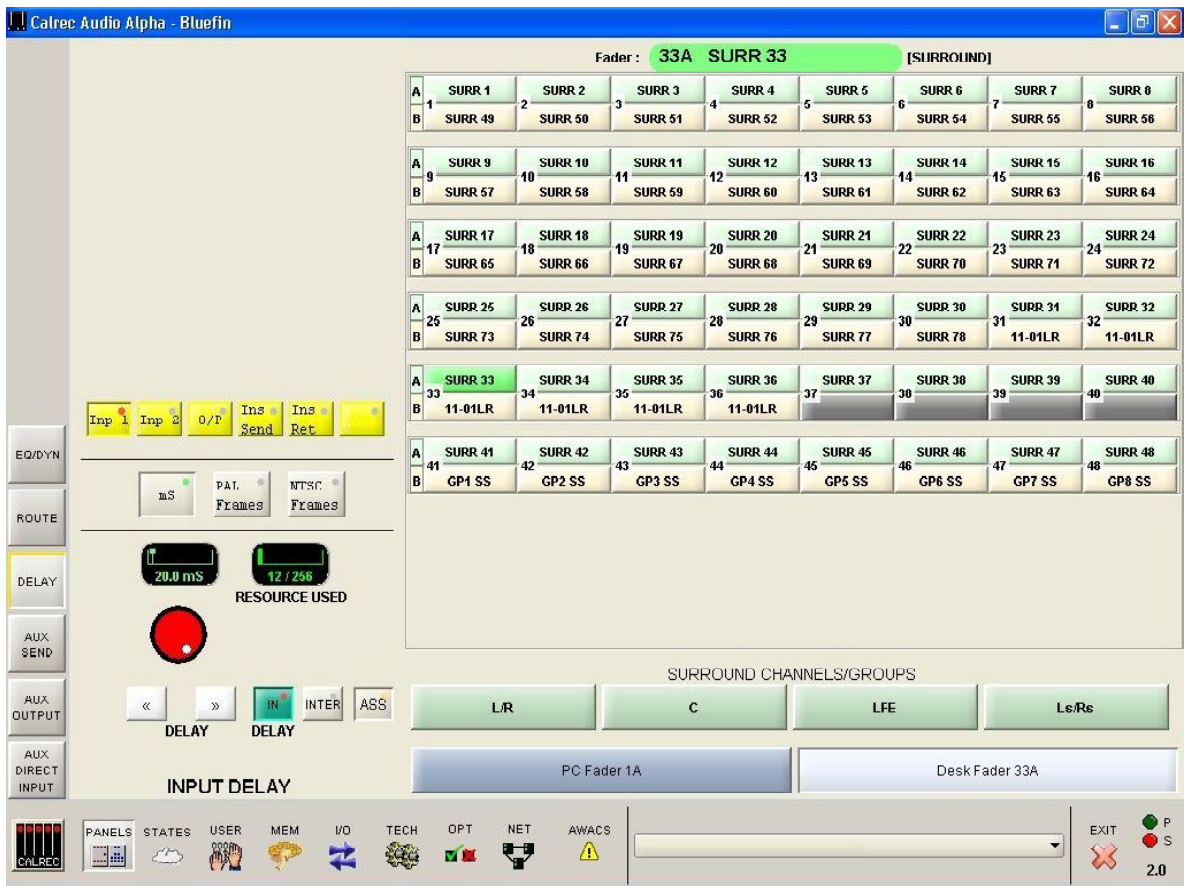 Calrec Audio Alpha - Bluefin
Fader : 33A SURR 33 [SURROUND]
A SURR 1 SURR 2 SURR 3 SURR 4 SURR 5 SURR 6 SURR 7 SURR 8
1 2 3 4 5 6 7 8
B SURR 49 SURR 50 SURR 51 SURR 52 SURR 53 SURR 54 SURR 55 SURR 56
A SURR 9 SURR 10 SURR 11 SURR 12 SURR 13 SURR 14 SURR 15 SURR 16
9 10 11 12 13 14 15 16
B SURR 57 SURR 58 SURR 59 SURR 60 SURR 61 SURR 62 SURR 63 SURR 64
A SURR 17 SURR 18 SURR 19 SURR 20 SURR 21 SURR 22 SURR 23 SURR 24
17 18 19 20 21 22 23 24
B SURR 65 SURR 66 SURR 67 SURR 68 SURR 69 SURR 70 SURR 71 SURR 72
A SURR 25 SURR 26 SURR 27 SURR 28 SURR 29 SURR 30 SURR 31 SURR 32
25 26 27 28 29 30 31 32
B SURR 73 SURR 74 SURR 75 SURR 76 SURR 77 SURR 78 11-01LR 11-01LR
A SURR 33 SURR 34 SURR 35 SURR 36 SURR 37 SURR 38 SURR 39 SURR 40
33 34 35 36 37 38 39 40
B 11-01LR 11-01LR 11-01LR 11-01LR
A SURR 41 SURR 42 SURR 43 SURR 44 SURR 45 SURR 46 SURR 47 SURR 48
41 42 43 44 45 46 47 48
B GP1 SS GP2 SS GP3 SS GP4 SS GP5 SS GP6 SS GP7 SS GP8 SS
Inp 1 Inp 2 O/P Ins Send Ins Ret
mS PAL Frames NTSC Frames
20.0 mS 12 / 256
RESOURCE USED
« » IN INTER ASS
DELAY DELAY
INPUT DELAY
EQ/DYN
ROUTE
DELAY
AUX SEND
AUX OUTPUT
AUX DIRECT INPUT
SURROUND CHANNELS/GROUPS
L/R C LFE Ls/Rs
PC Fader 1A Desk Fader 33A
CALREC PANELS STATES USER MEM I/O TECH OPT NET AWACS EXIT P
S
2.0